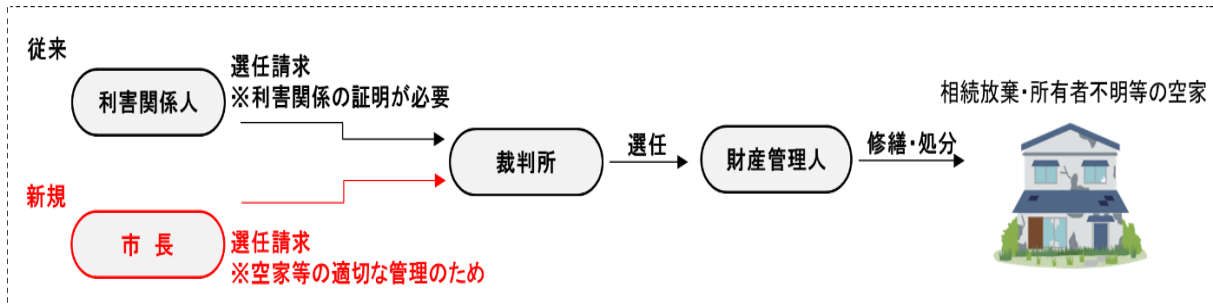 従来
利害関係人
選任請求
※利害関係の証明が必要
裁判所
選任
財産管理人
修繕・処分
相続放棄・所有者不明等の空家
新規
市 長
選任請求
※空家等の適切な管理のため